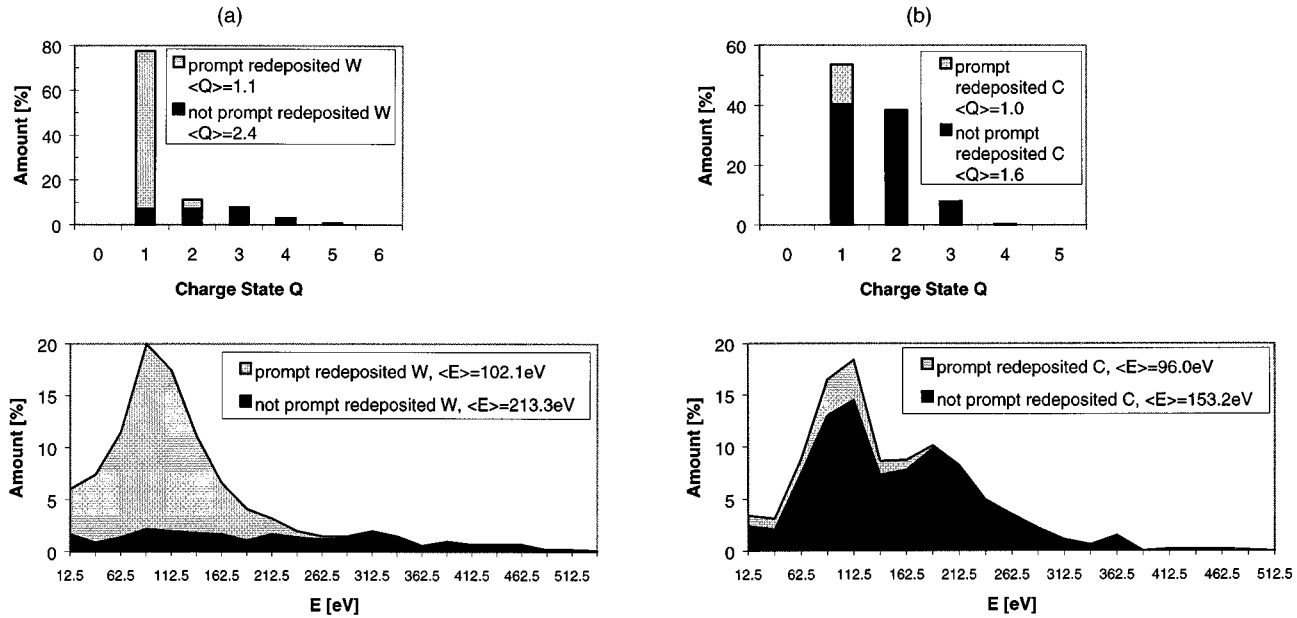 (a)
80
60
40
20
0
Amount [%]
prompt redeposited W
<Q>=1.1
not prompt redeposited W
<Q>=2.4
0 1 2 3 4 5 6
Charge State Q
(b)
60
40
20
0
Amount [%]
prompt
redeposited C
<Q>=1.0
not prompt
redeposited C
<Q>=1.6
0 1 2 3 4 5
Charge State Q
20
15
10
5
0
Amount [%]
prompt redeposited W, <E>=102.1eV
not prompt redeposited W, <E>=213.3eV
12.5 62.5 112.5 162.5 212.5 262.5 312.5 362.5 412.5 462.5 512.5
E [eV]
20
15
10
5
0
Amount [%]
prompt redeposited C, <E>=96.0eV
not prompt redeposited C, <E>=153.2eV
12.5 62.5 112.5 162.5 212.5 262.5 312.5 362.5 412.5 462.5 512.5
E [eV]